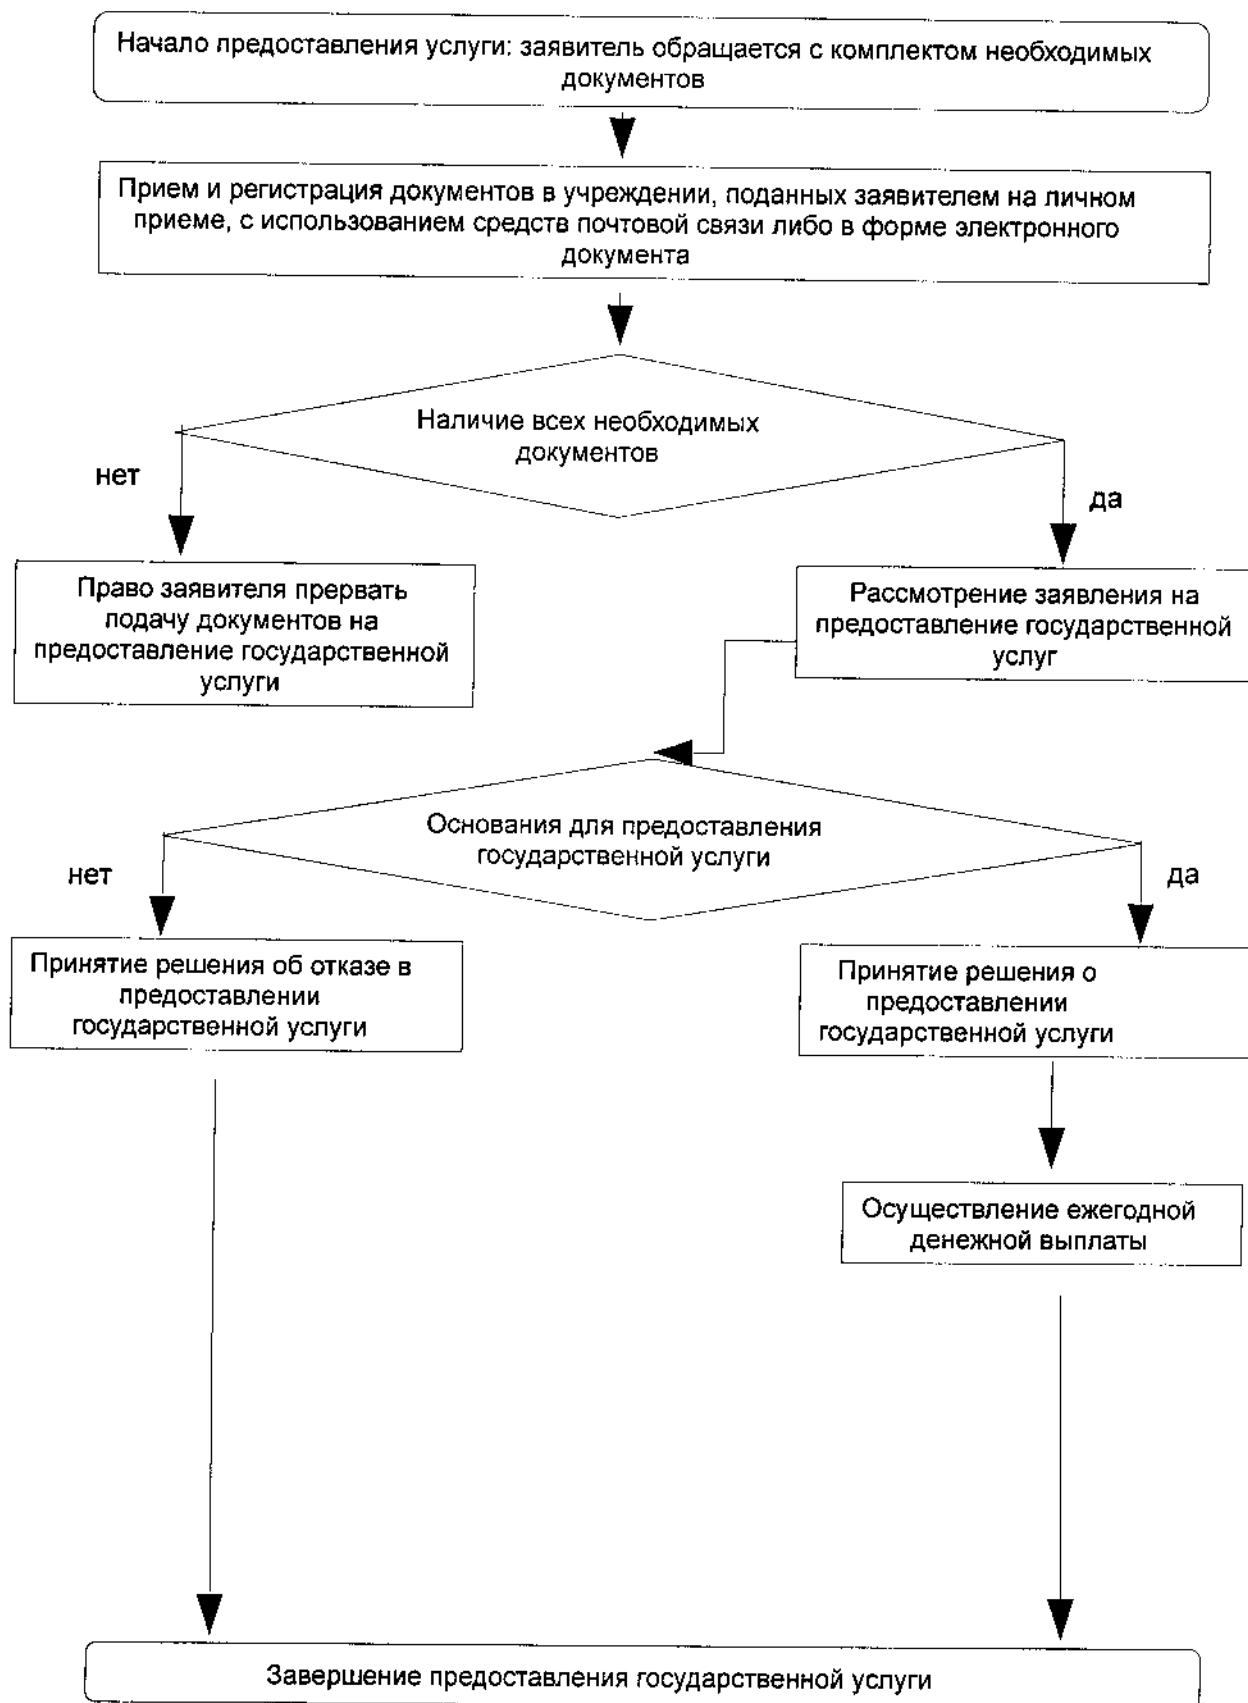 Начало предоставления услуги: заявитель обращается с комплектом необходимых
документов
Прием и регистрация документов в учреждении, поданных заявителем на личном
приеме, с использованием средств почтовой связи либо в форме электронного
документа
Наличие всех необходимых
документов
нет
да
Право заявителя прервать
подачу документов на
предоставление государственной
услуги
Рассмотрение заявления на
предоставление государственной
услуг
Основания для предоставления
государственной услуги
нет
да
Принятие решения об отказе в
предоставлении
государственной услуги
Принятие решения о
предоставлении
государственной услуги
Осуществление ежегодной
денежной выплаты
Завершение предоставления государственной услуги